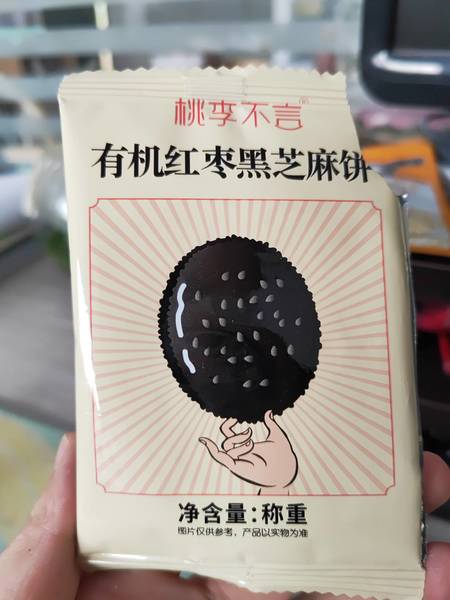 桃李不言®
有机红枣黑芝麻饼
净含量:称重
图片仅供参考，产品以实物为准